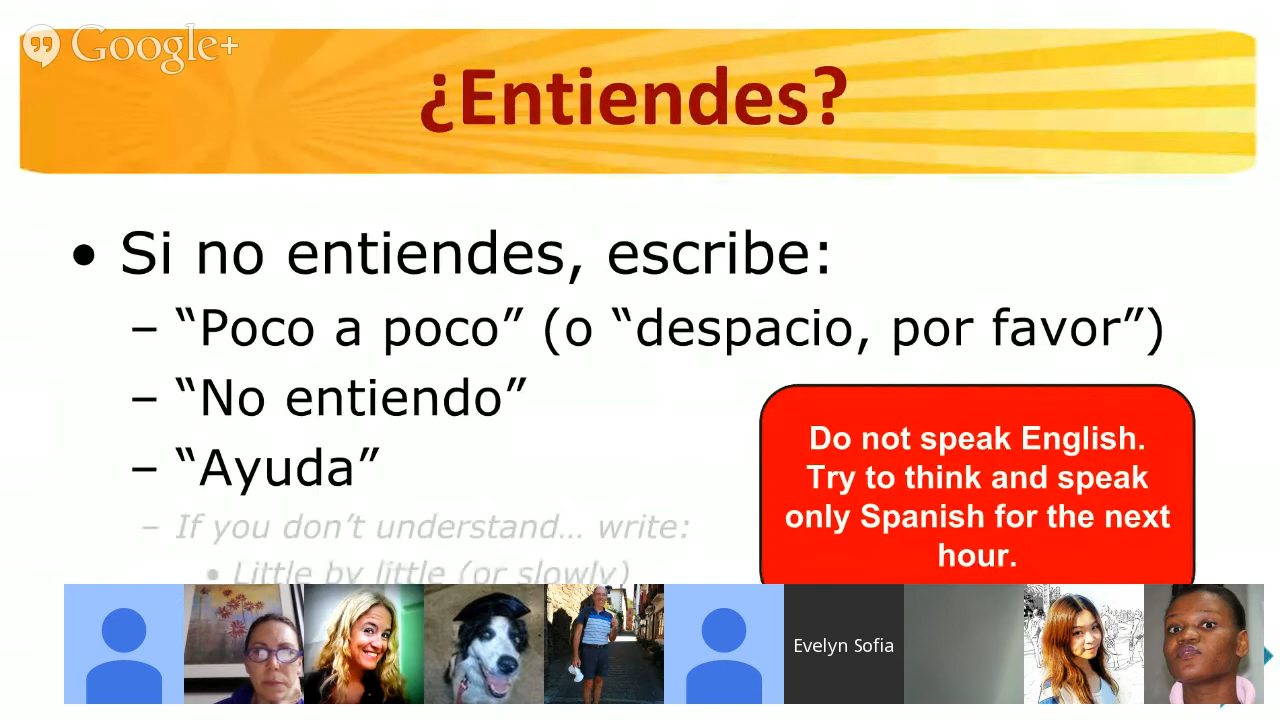 Google+
¿Entiendes?
• Si no entiendes, escribe:
– “Poco a poco” (o “despacio, por favor”)
– “No entiendo”
– “Ayuda”
– If you don’t understand… write:
• Little by little (or slowly)
Do not speak English.
Try to think and speak
only Spanish for the next
hour.
Evelyn Sofia